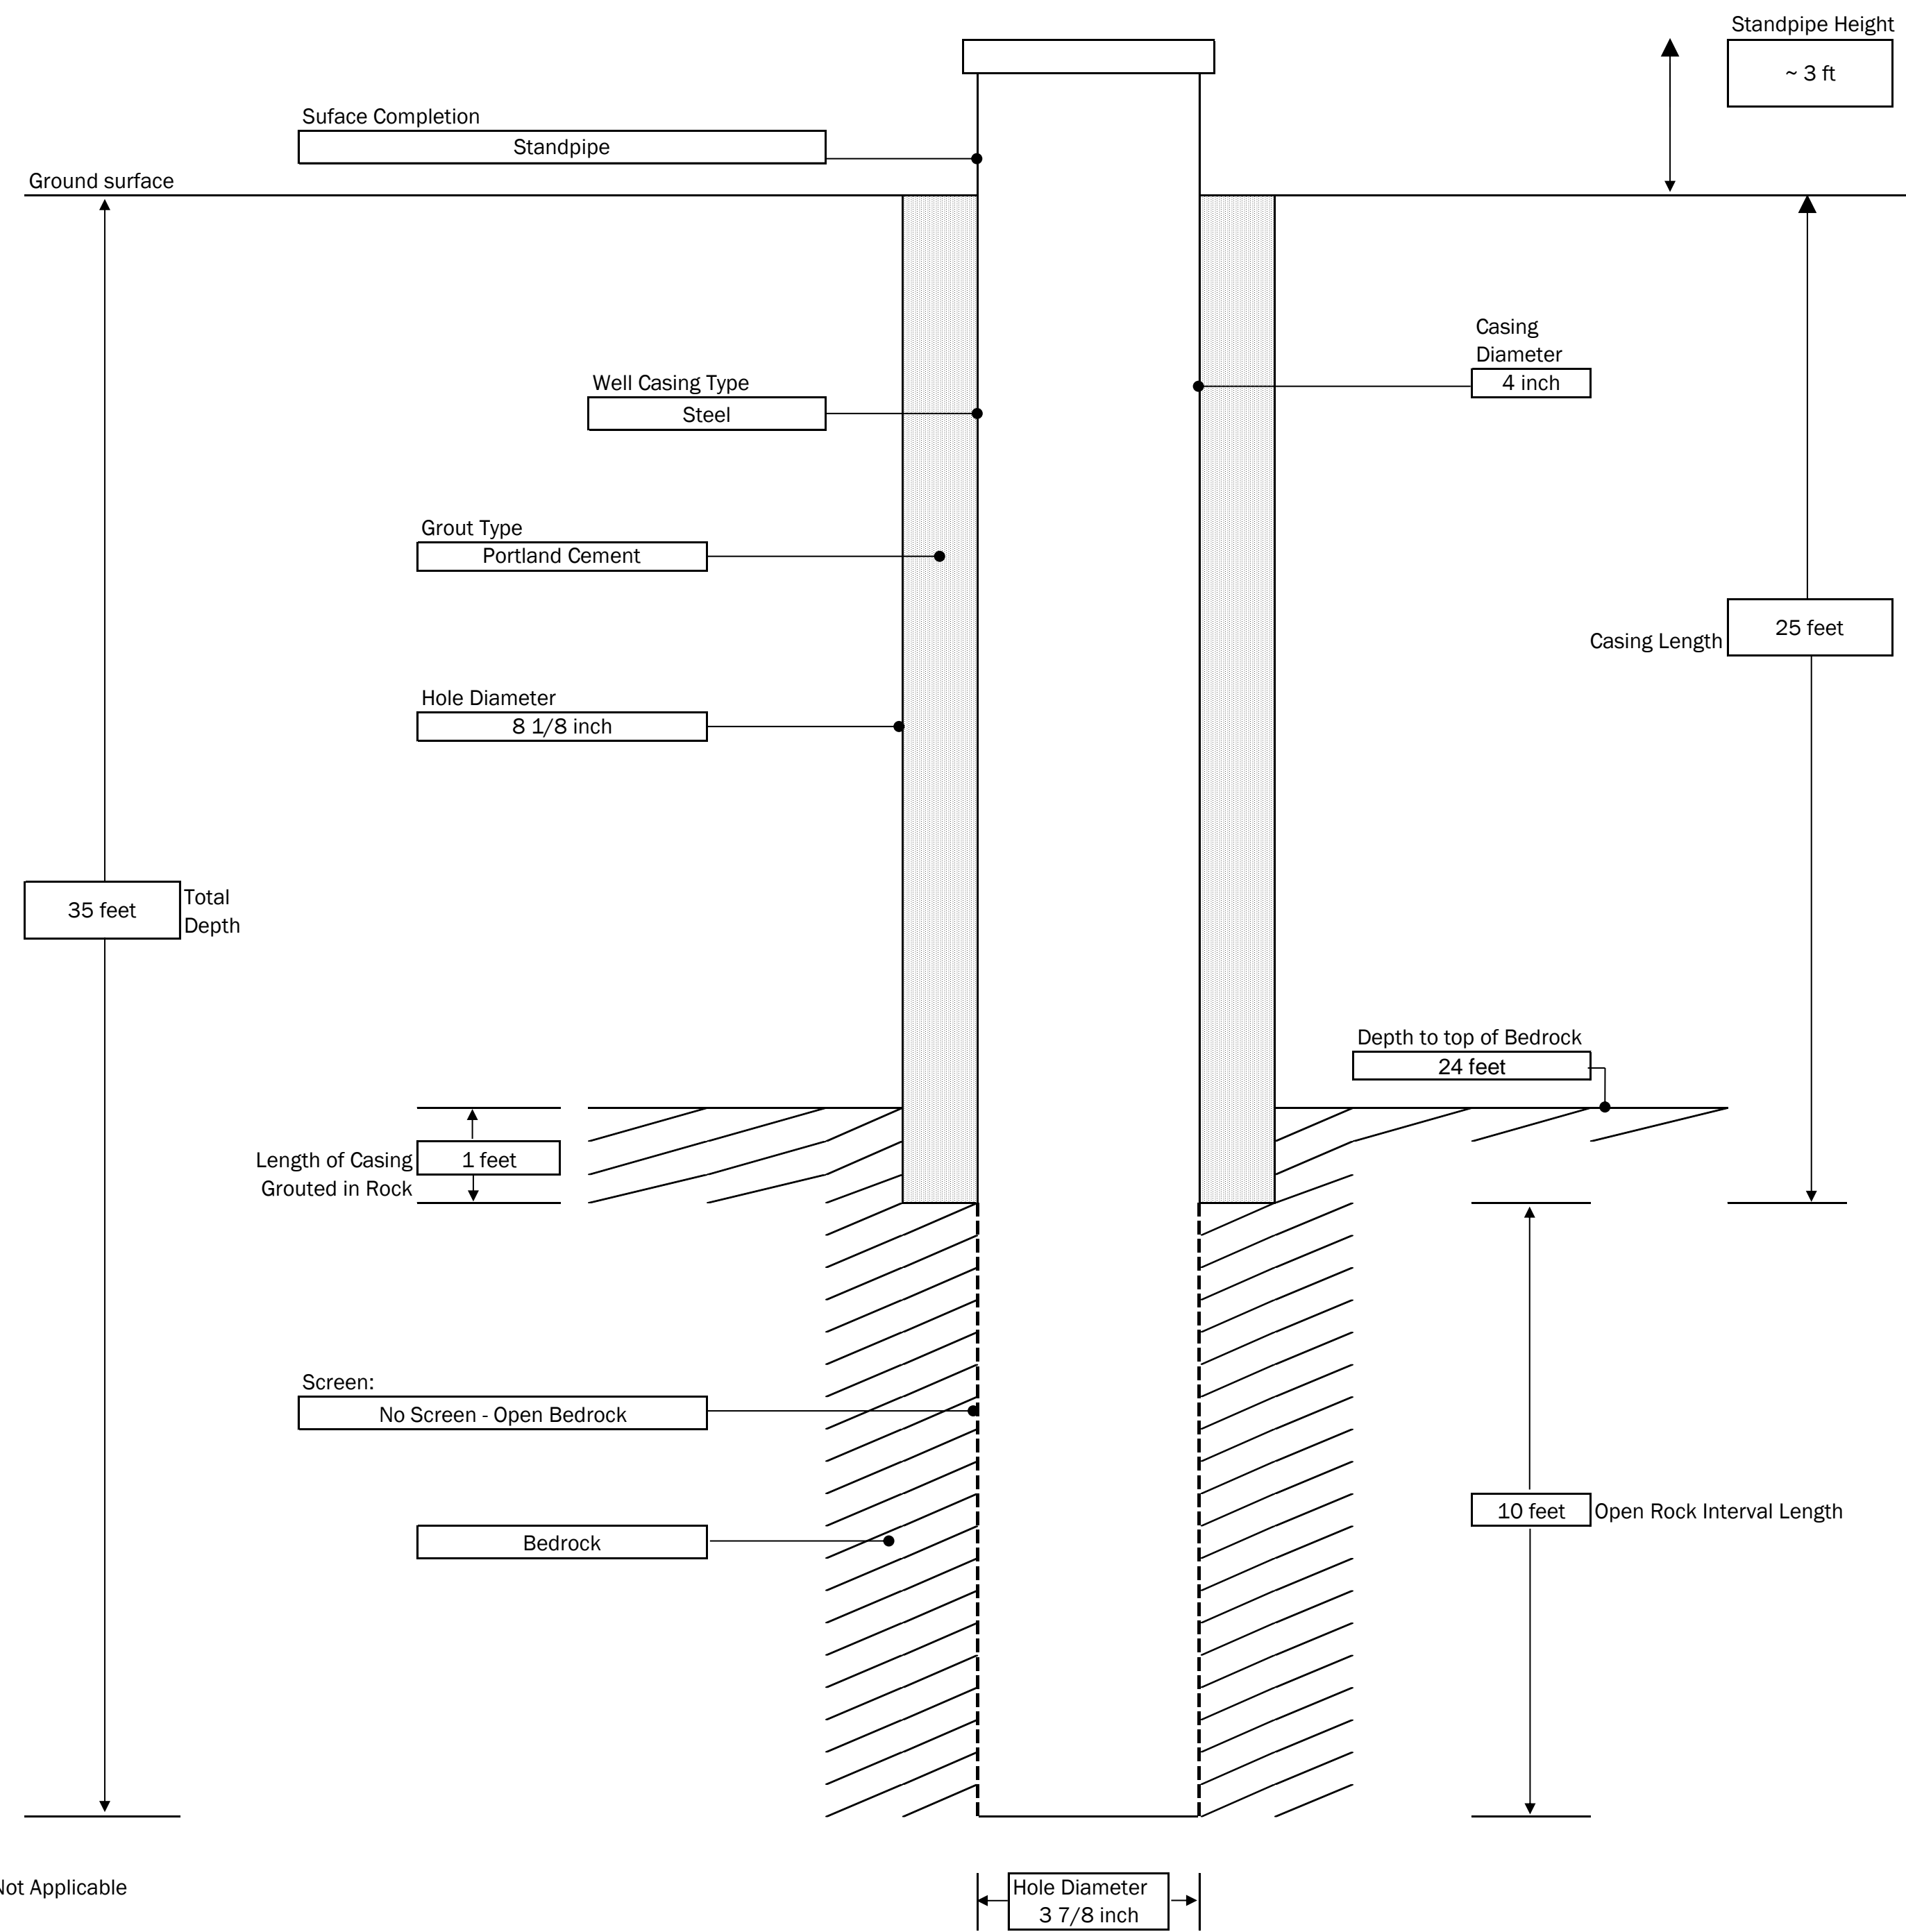 Standpipe Height
~ 3 ft
Suface Completion
Standpipe
Ground surface
Casing
Diameter
4 inch
Well Casing Type
Steel
Grout Type
Portland Cement
25 feet
Casing Length
Hole Diameter
8 1/8 inch
35 feet
Total
Depth
Depth to top of Bedrock
24 feet
Length of Casing
Grouted in Rock
1 feet
Screen:
No Screen - Open Bedrock
10 feet
Open Rock Interval Length
Bedrock
Not Applicable
Hole Diameter
3 7/8 inch